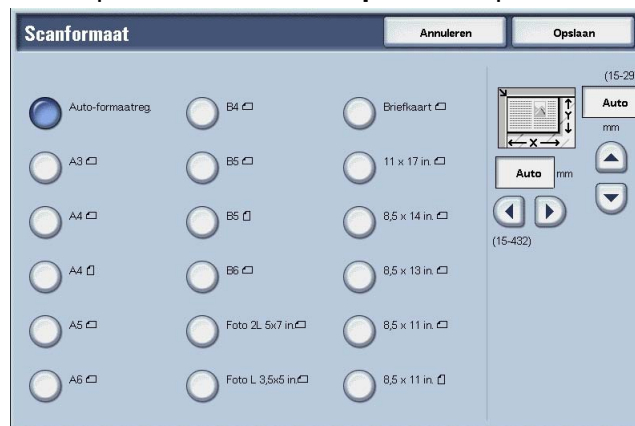 Scanformaat
Annuleren
Opslaan
Auto-formaatreg.
A3
A4
A4
A5
A6
B4
B5
B5
B6
Foto 2L 5x7 in.
Foto L 3,5x5 in.
Briefkaart
11 x 17 in.
8,5 x 14 in.
8,5 x 13 in.
8,5 x 11 in.
8,5 x 11 in.
(15-29
Y
Auto
mm
X
Auto mm
(15-432)